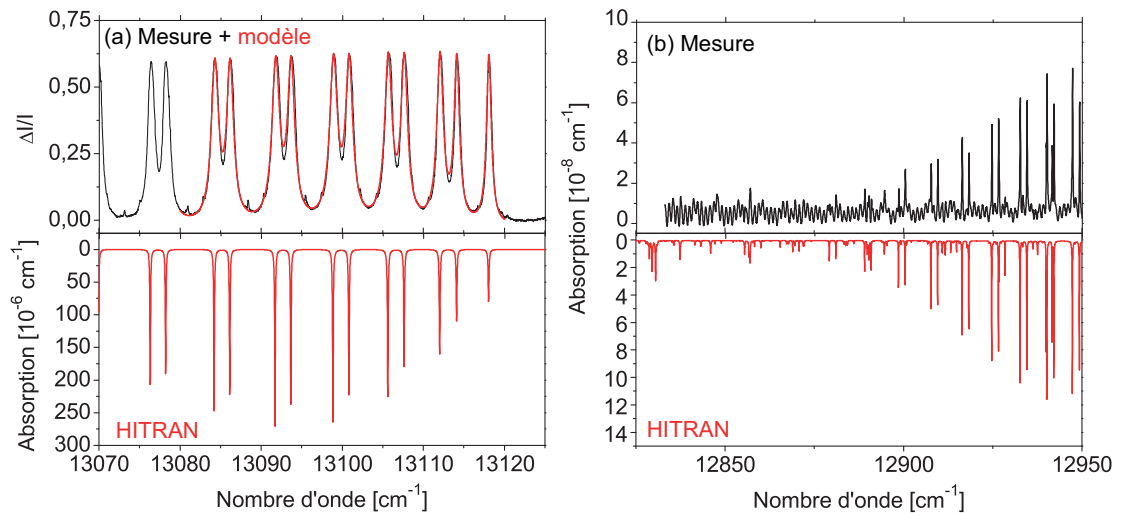 (a) Mesure + modèle
0,75
0,50
0,25
0,00
ΔI/I
0
50
100
150
200
250
300
Absorption [10⁻⁶ cm⁻¹]
HITRAN
13070 13080 13090 13100 13110 13120
Nombre d'onde [cm⁻¹]
(b) Mesure
10
8
6
4
2
0
0
2
4
6
8
10
12
14
Absorption [10⁻⁸ cm⁻¹]
HITRAN
12850 12900 12950
Nombre d'onde [cm⁻¹]